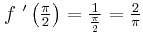 f ′(π/2) = 1/(π/2) = 2/π